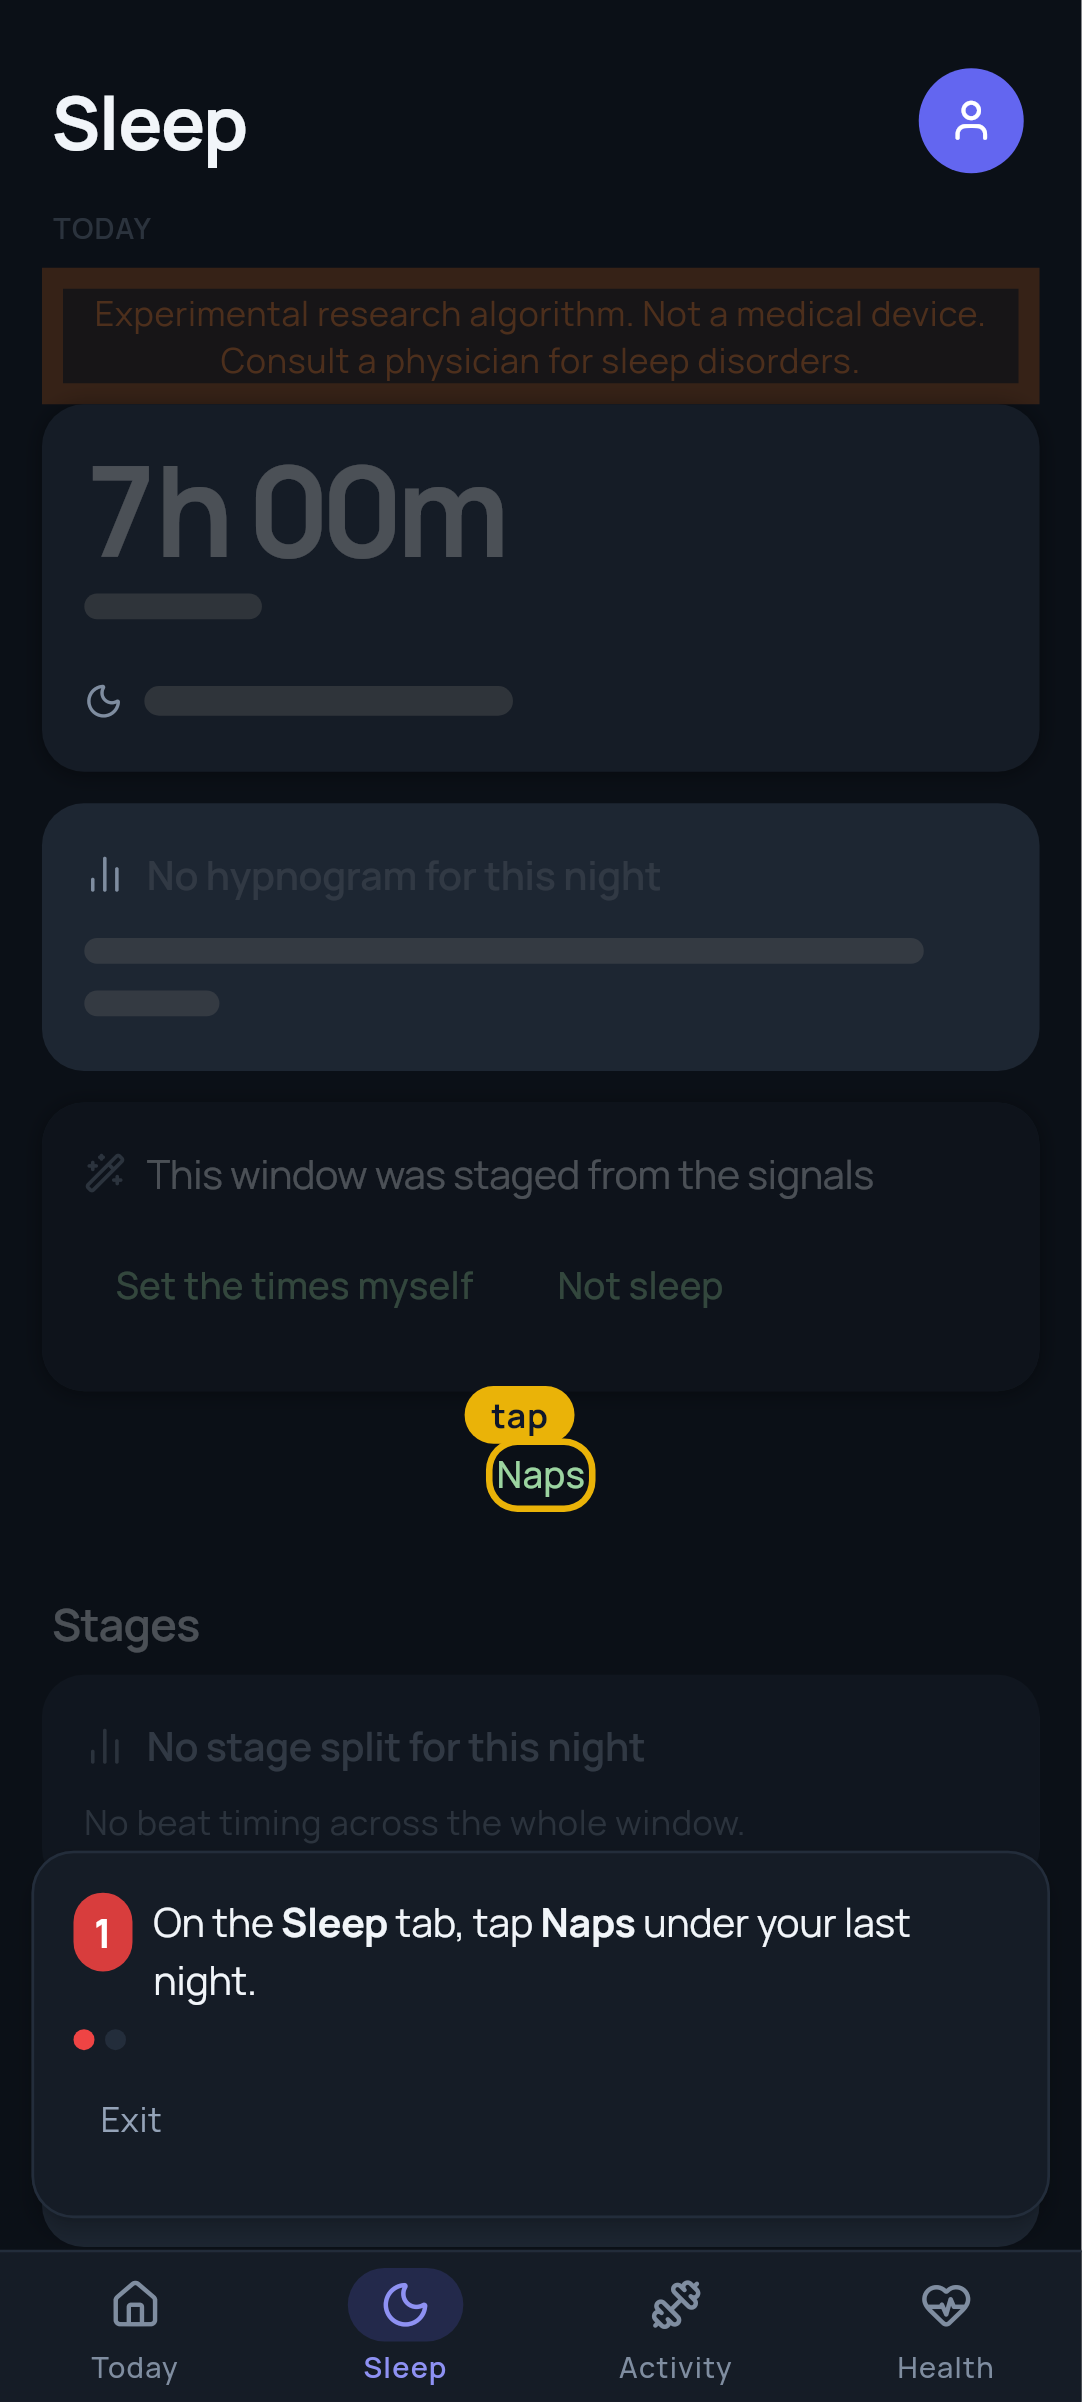 Sleep
TODAY
Experimental research algorithm. Not a medical device.
Consult a physician for sleep disorders.
7h 00m
No hypnogram for this night
This window was staged from the signals
Set the times myself
Not sleep
tap
Naps
Stages
No stage split for this night
No beat timing across the whole window.
1
On the Sleep tab, tap Naps under your last
night.
Exit
Today
Sleep
Activity
Health